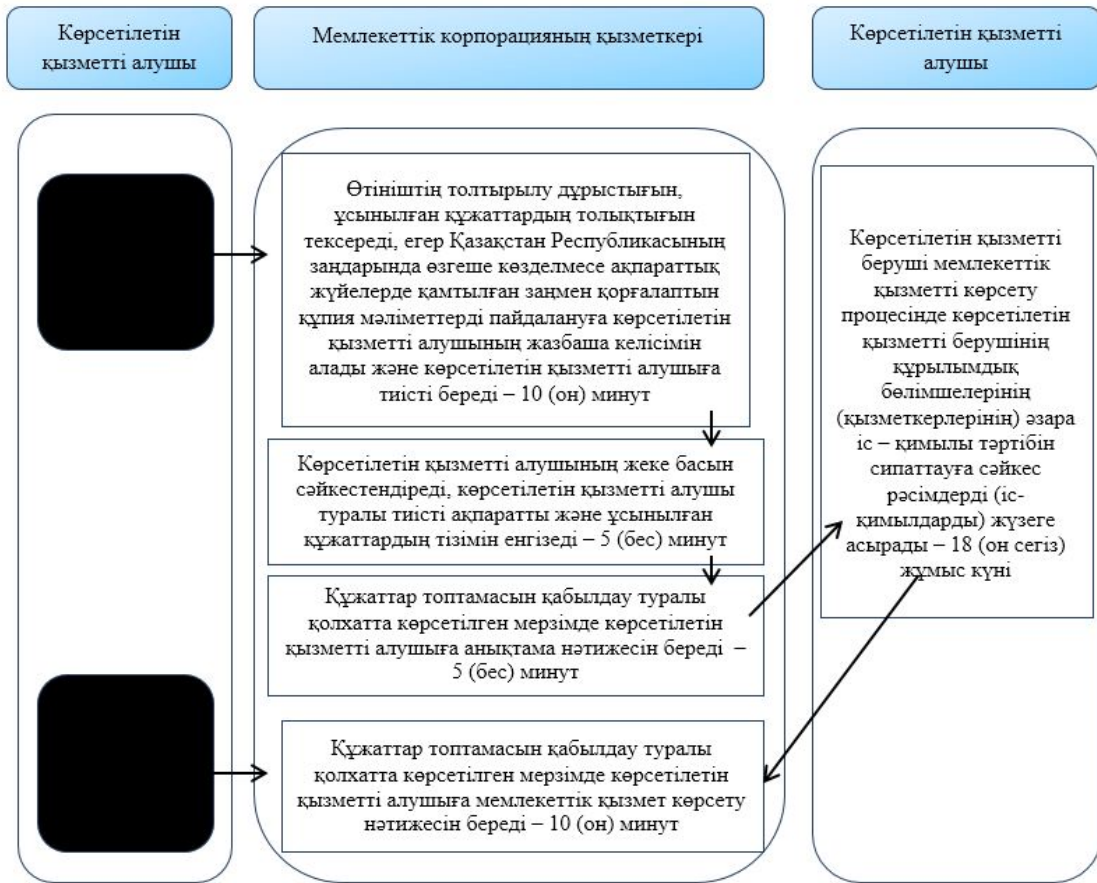 Көрсетілетін
қызметті алушы
Мемлекеттік корпорацияның қызметкері
Көрсетілетін қызметті
алушы
Өтініштің толтырылу дұрыстығын,
ұсынылған құжаттардың толықтығын
тексереді, егер Қазақстан Республикасының
заңдарында өзгеше көзделмесе ақпараттық
жүйелерде қамтылған заңмен қорғалаптын
құпия мәліметтерді пайдалануға көрсетілетін
қызметті алушының жазбаша келісімін
алады және көрсетілетін қызметті алушыға
тиісті береді – 10 (он) минут
Көрсетілетін қызметті алушының жеке басын
сәйкестендіреді, көрсетілетін қызметті алушы
туралы тиісті ақпаратты және ұсынылған
құжаттардың тізімін енгізеді – 5 (бес) минут
Құжаттар топтамасын қабылдау туралы
қолхатта көрсетілген мерзімде көрсетілетін
қызметті алушыға анықтама нәтижесін береді –
5 (бес) минут
Құжаттар топтамасын қабылдау туралы
қолхатта көрсетілген мерзімде көрсетілетін
қызметті алушыға мемлекеттік қызмет көрсету
нәтижесін береді – 10 (он) минут
Көрсетілетін қызметті
беруші мемлекеттік
қызметті көрсету
процесінде көрсетілетін
қызметті берушінің
құрылымдық
бөлімшелерінің
(қызметкерлерінің) әзара
іс – қимылы тәртібін
сипаттауға сәйкес
рәсімдерді (іс-
қимылдарды) жүзеге
асырады – 18 (он сегіз)
жұмыс күні